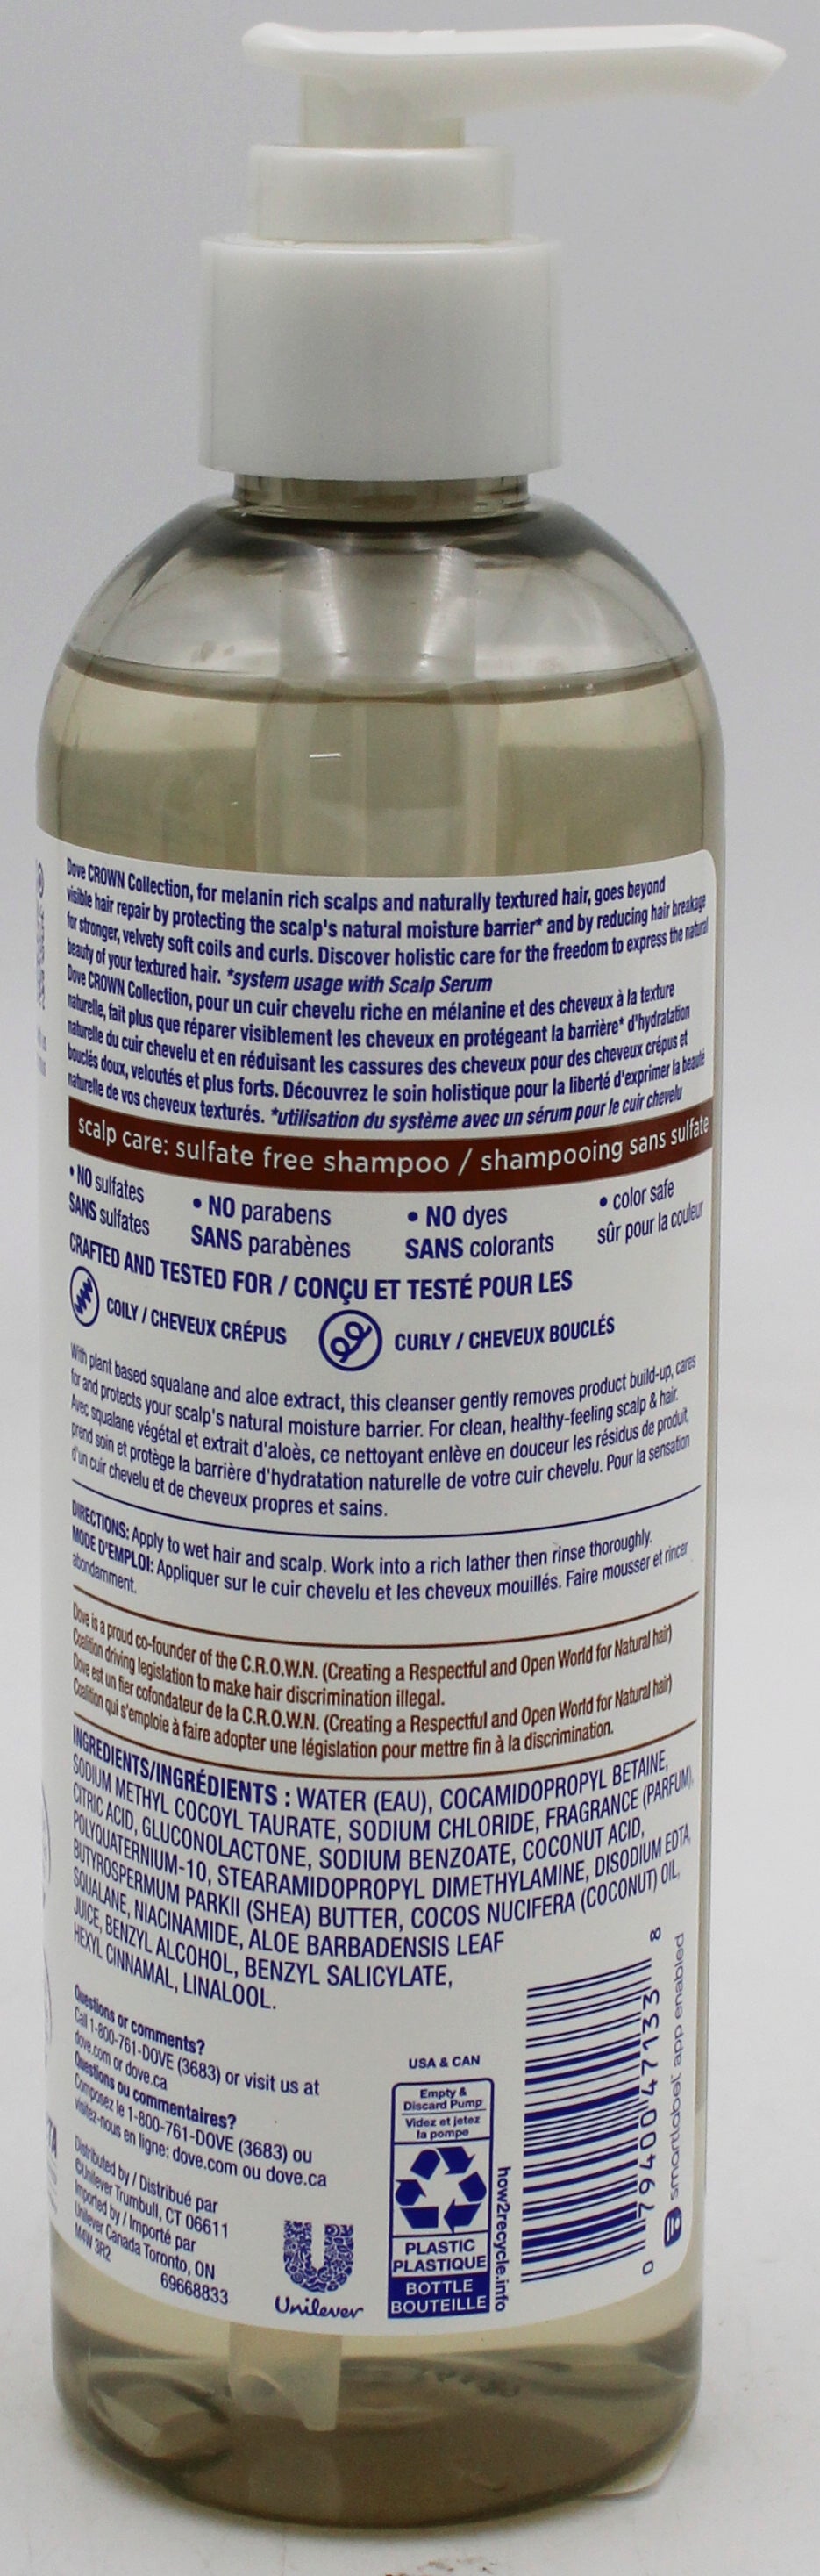 Dove CROWN Collection, for melanin rich scalps and naturally textured hair, goes beyond
visible hair repair by protecting the scalp's natural moisture barrier* and by reducing hair breakage
for stronger, velvety soft coils and curls. Discover holistic care for the freedom to express the natural
beauty of your textured hair. *system usage with Scalp Serum
Dove CROWN Collection, pour un cuir chevelu riche en mélanine et des cheveux à la texture
naturelle, fait plus que réparer visiblement les cheveux en protégeant la barrière* d'hydratation
naturelle du cuir chevelu et en réduisant les cassures des cheveux pour des cheveux crépus et
bouclés doux, veloutés et plus forts. Découvrez le soin holistique pour la liberté d'exprimer la beauté
naturelle de vos cheveux texturés. *utilisation du système avec un sérum pour le cuir chevelu
scalp care: sulfate free shampoo / shampooing sans sulfate
• NO sulfates • NO parabens • NO dyes • color safe
SANS sulfates SANS parabènes SANS colorants sûr pour la couleur
CRAFTED AND TESTED FOR / CONÇU ET TESTÉ POUR LES
COILY / CHEVEUX CRÉPUS CURLY / CHEVEUX BOUCLÉS
With plant based squalane and aloe extract, this cleanser gently removes product build-up, cares
for and protects your scalp's natural moisture barrier. For clean, healthy-feeling scalp & hair.
Avec squalane végétal et extrait d'aloès, ce nettoyant enlève en douceur les résidus de produit,
prend soin et protège la barrière d'hydratation naturelle de votre cuir chevelu. Pour la sensation
d'un cuir chevelu et de cheveux propres et sains.
DIRECTIONS: Apply to wet hair and scalp. Work into a rich lather then rinse thoroughly.
MODE D'EMPLOI: Appliquer sur le cuir chevelu et les cheveux mouillés. Faire mousser et rincer
abondamment.
Dove is a proud co-founder of the C.R.O.W.N. (Creating a Respectful and Open World for Natural hair)
Coalition driving legislation to make hair discrimination illegal.
Dove est un fier cofondateur de la C.R.O.W.N. (Creating a Respectful and Open World for Natural hair)
Coalition qui s'emploie à faire adopter une législation pour mettre fin à la discrimination.
INGREDIENTS/INGRÉDIENTS : WATER (EAU), COCAMIDOPROPYL BETAINE,
SODIUM METHYL COCOYL TAURATE, SODIUM CHLORIDE, FRAGRANCE (PARFUM),
CITRIC ACID, GLUCONOLACTONE, SODIUM BENZOATE, COCONUT ACID,
POLYQUATERNIUM-10, STEARAMIDOPROPYL DIMETHYLAMINE, DISODIUM EDTA,
BUTYROSPERMUM PARKII (SHEA) BUTTER, COCOS NUCIFERA (COCONUT) OIL,
SQUALANE, NIACINAMIDE, ALOE BARBADENSIS LEAF
JUICE, BENZYL ALCOHOL, BENZYL SALICYLATE,
HEXYL CINNAMAL, LINALOOL.
Questions or comments?
Call 1-800-761-DOVE (3683) or visit us at
dove.com or dove.ca
Questions ou commentaires?
Composez le 1-800-761-DOVE (3683) ou
visitez-nous en ligne: dove.com ou dove.ca
Distributed by / Distribué par
©Unilever Trumbull, CT 06611
Imported by / Importé par
Unilever Canada Toronto, ON
M4W 3R2
69668833
Unilever
USA & CAN
Empty &
Discard Pump
Videz et jetez
la pompe
PLASTIC
PLASTIQUE
BOTTLE
BOUTEILLE
how2recycle.info
0 79400 47133 8
smartlabel app enabled